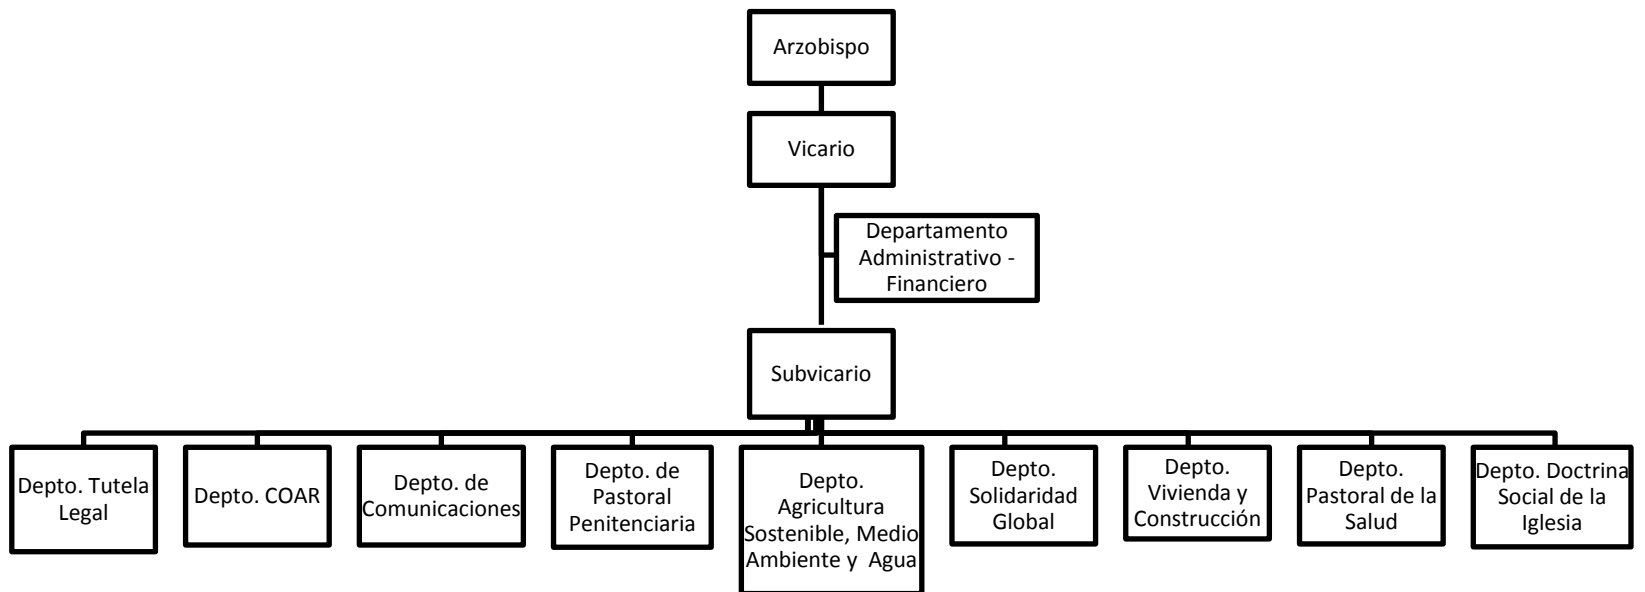 Arzobispo
Vicario
Departamento
Administrativo -
Financiero
Subvicario
Depto. Tutela
Legal
Depto. COAR
Depto. de
Comunicaciones
Depto. de
Pastoral
Penitenciaria
Depto.
Agricultura
Sostenible, Medio
Ambiente y Agua
Depto.
Solidaridad
Global
Depto.
Vivienda y
Construcción
Depto.
Pastoral de la
Salud
Depto. Doctrina
Social de la
Iglesia